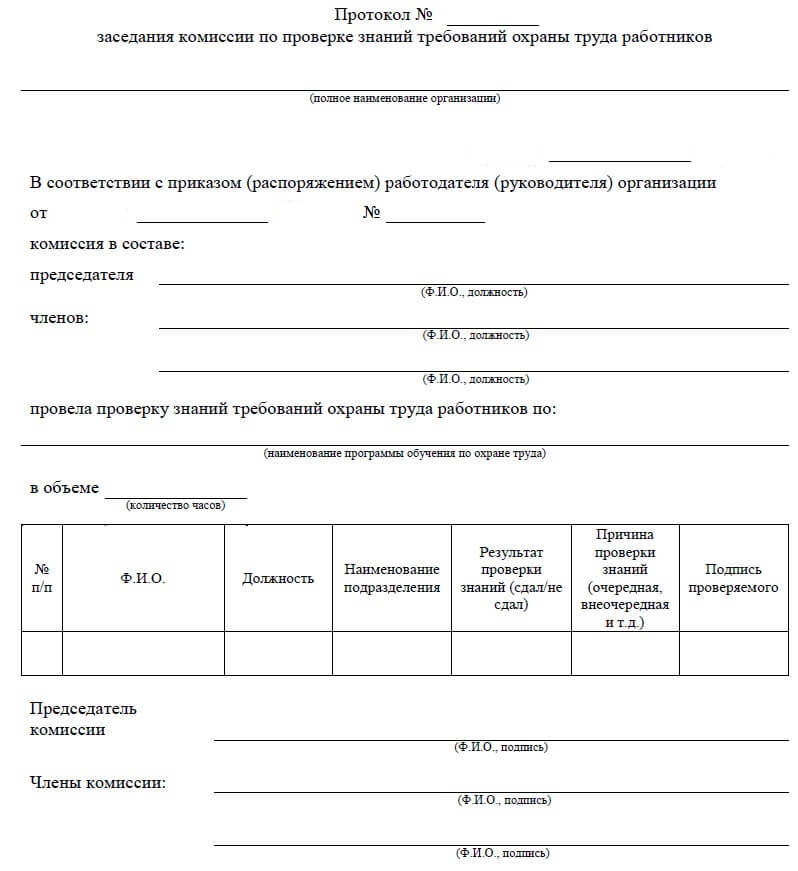 Протокол № 
заседания комиссии по проверке знаний требований охраны труда работников
(полное наименование организации)
В соответствии с приказом (распоряжением) работодателя (руководителя) организации
от №
комиссия в составе:
председателя
(Ф.И.О., должность)
членов:
(Ф.И.О., должность)
(Ф.И.О., должность)
провела проверку знаний требований охраны труда работников по:
(наименование программы обучения по охране труда)
в объеме
(количество часов)
№
п/п
Ф.И.О.
Должность
Наименование
подразделения
Результат
проверки
знаний (сдал/не
сдал)
Причина
проверки
знаний
(очередная,
внеочередная
и т.д.)
Подпись
проверяемого
Председатель
комиссии
(Ф.И.О., подпись)
Члены комиссии:
(Ф.И.О., подпись)
(Ф.И.О., подпись)